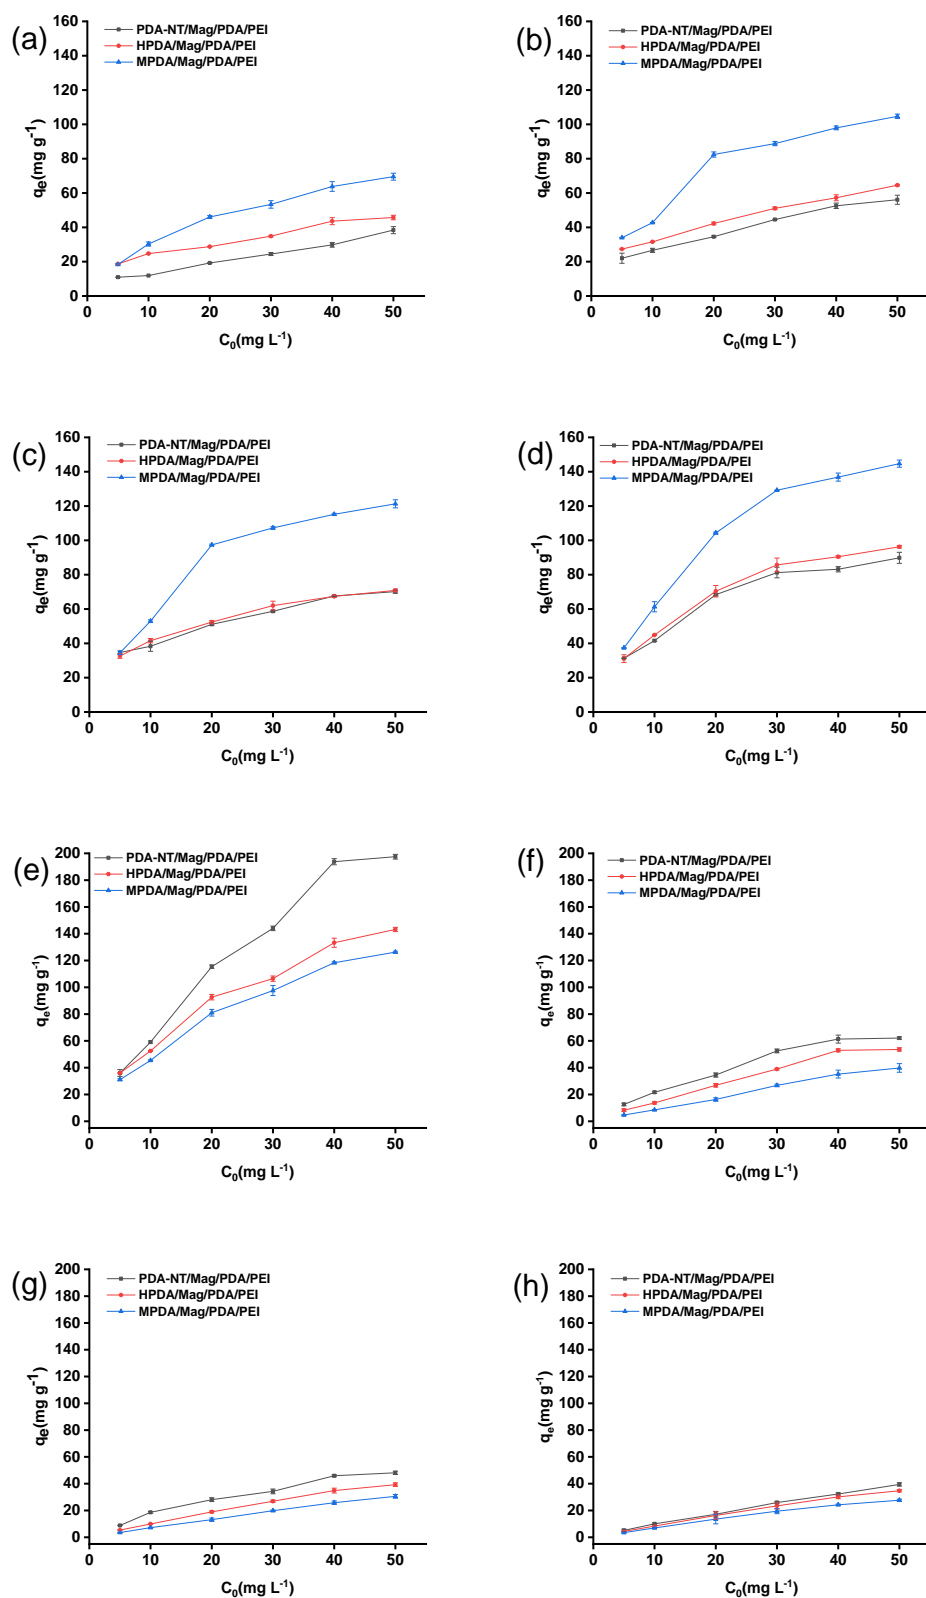 (a)
PDA-NT/Mag/PDA/PEI
HPDA/Mag/PDA/PEI
MPDA/Mag/PDA/PEI
160
140
120
100
80
60
40
20
0
qe(mg g-1)
0 10 20 30 40 50
C0(mg L-1)
(b)
PDA-NT/Mag/PDA/PEI
HPDA/Mag/PDA/PEI
MPDA/Mag/PDA/PEI
160
140
120
100
80
60
40
20
0
qe(mg g-1)
0 10 20 30 40 50
C0(mg L-1)
(c)
PDA-NT/Mag/PDA/PEI
HPDA/Mag/PDA/PEI
MPDA/Mag/PDA/PEI
160
140
120
100
80
60
40
20
0
qe(mg g-1)
0 10 20 30 40 50
C0(mg L-1)
(d)
PDA-NT/Mag/PDA/PEI
HPDA/Mag/PDA/PEI
MPDA/Mag/PDA/PEI
160
140
120
100
80
60
40
20
0
qe(mg g-1)
0 10 20 30 40 50
C0(mg L-1)
(e)
PDA-NT/Mag/PDA/PEI
HPDA/Mag/PDA/PEI
MPDA/Mag/PDA/PEI
200
180
160
140
120
100
80
60
40
20
0
qe(mg g-1)
0 10 20 30 40 50
C0(mg L-1)
(f)
PDA-NT/Mag/PDA/PEI
HPDA/Mag/PDA/PEI
MPDA/Mag/PDA/PEI
200
180
160
140
120
100
80
60
40
20
0
qe(mg g-1)
0 10 20 30 40 50
C0(mg L-1)
(g)
PDA-NT/Mag/PDA/PEI
HPDA/Mag/PDA/PEI
MPDA/Mag/PDA/PEI
200
180
160
140
120
100
80
60
40
20
0
qe(mg g-1)
0 10 20 30 40 50
C0(mg L-1)
(h)
PDA-NT/Mag/PDA/PEI
HPDA/Mag/PDA/PEI
MPDA/Mag/PDA/PEI
200
180
160
140
120
100
80
60
40
20
0
qe(mg g-1)
0 10 20 30 40 50
C0(mg L-1)